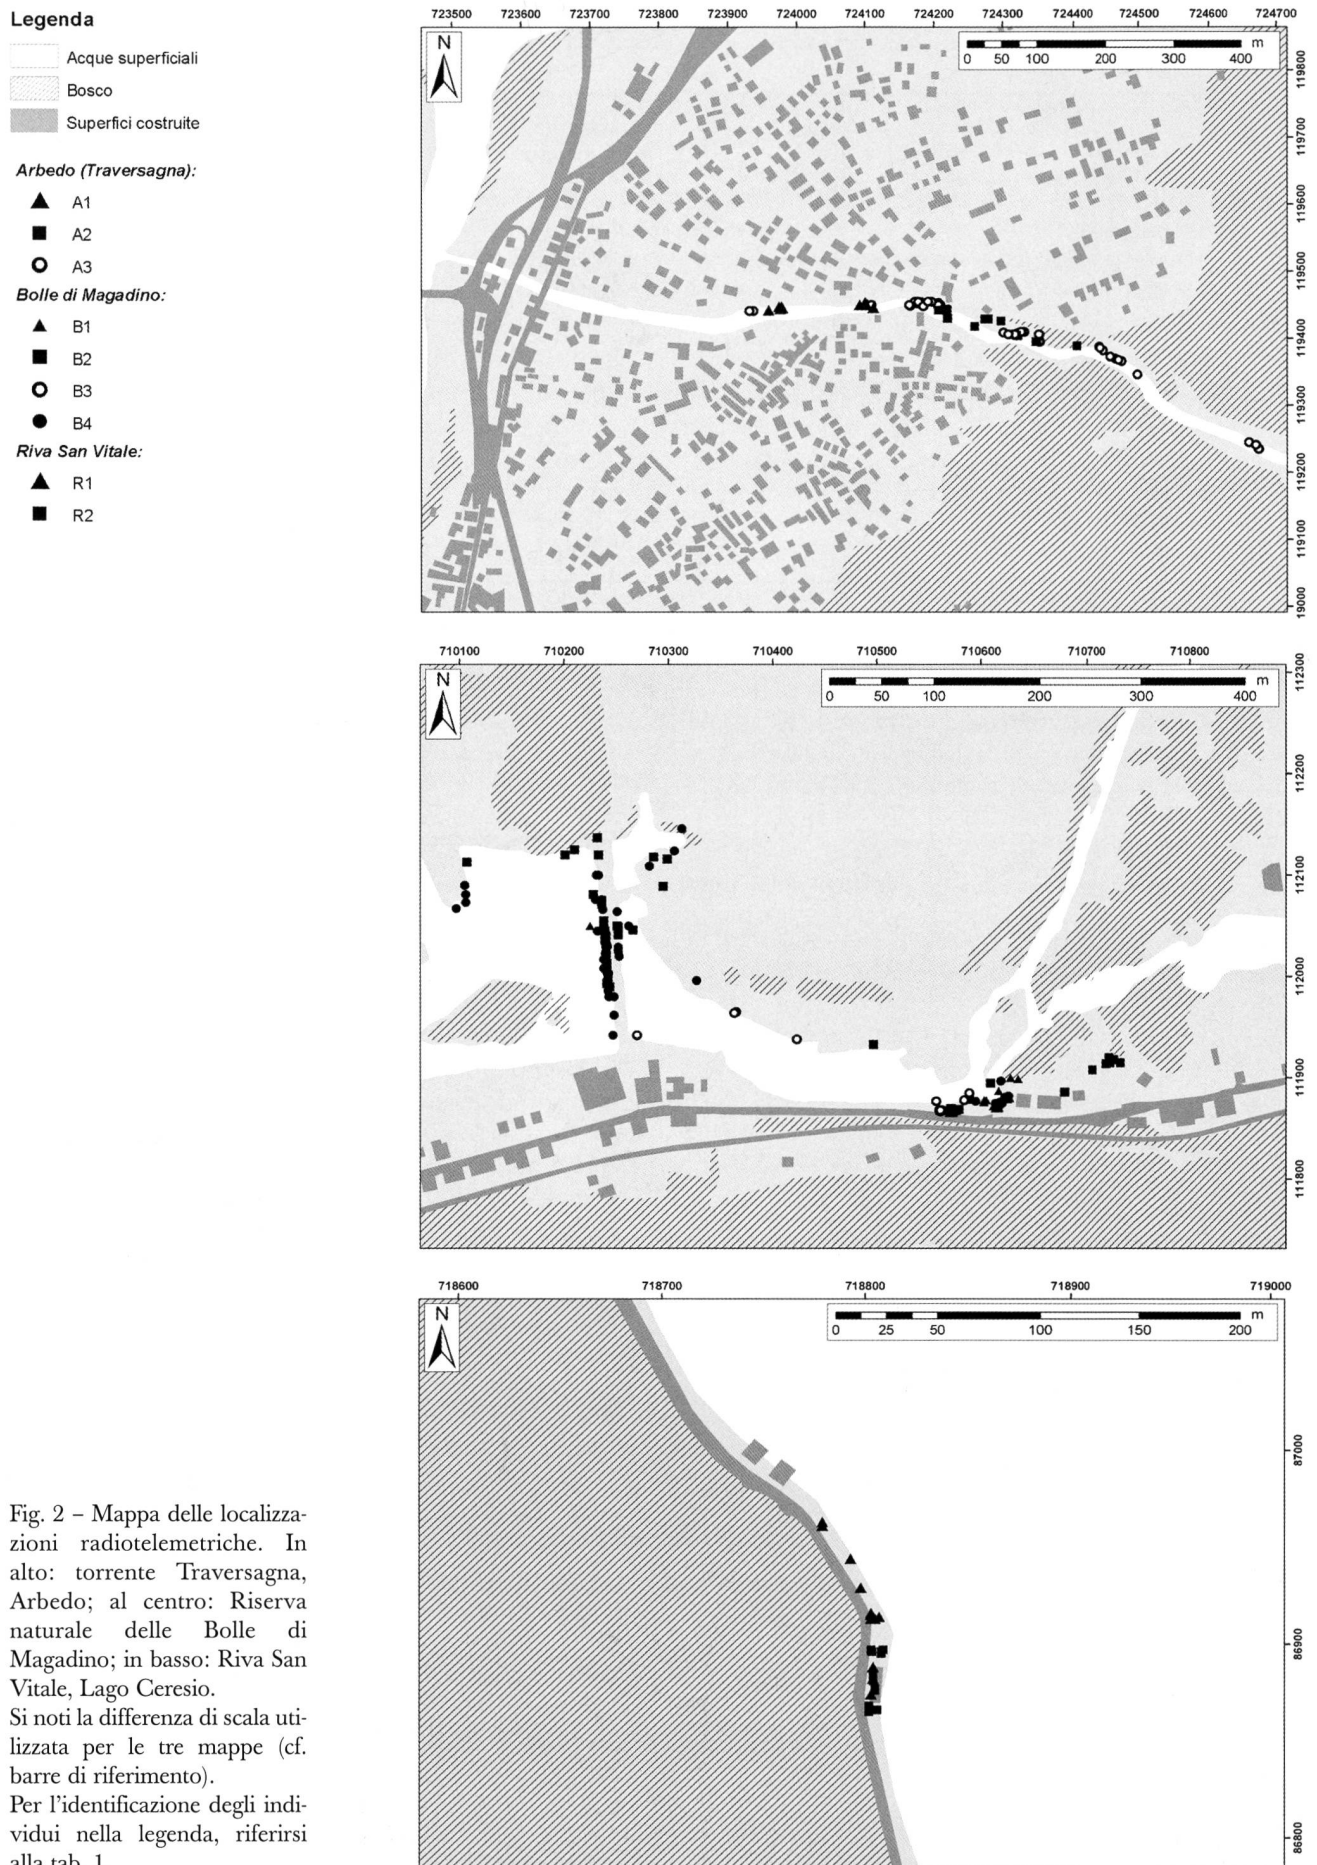 Legenda
Acque superficiali
Bosco
Superfici costruite
Arbedo (Traversagna):
A1
A2
A3
Bolle di Magadino:
B1
B2
B3
B4
Riva San Vitale:
R1
R2
723500 723600 723700 723800 723900 724000 724100 724200 724300 724400 724500 724600 724700
N
0 50 100 200 300 400 m
119800
119700
119600
119500
119400
119300
119200
119100
119000
710100 710200 710300 710400 710500 710600 710700 710800
N
0 50 100 200 300 400 m
112300
112200
112100
112000
111900
111800
718600 718700 718800 718900 719000
N
0 25 50 100 150 200 m
87000
86900
86800
Fig. 2 – Mappa delle localizza-
zioni radiotelemetriche. In
alto: torrente Traversagna,
Arbedo; al centro: Riserva
naturale delle Bolle di
Magadino; in basso: Riva San
Vitale, Lago Ceresio.
Si noti la differenza di scala uti-
lizzata per le tre mappe (cf.
barre di riferimento).
Per l'identificazione degli indi-
vidui nella legenda, riferirsi
alla tab. 1